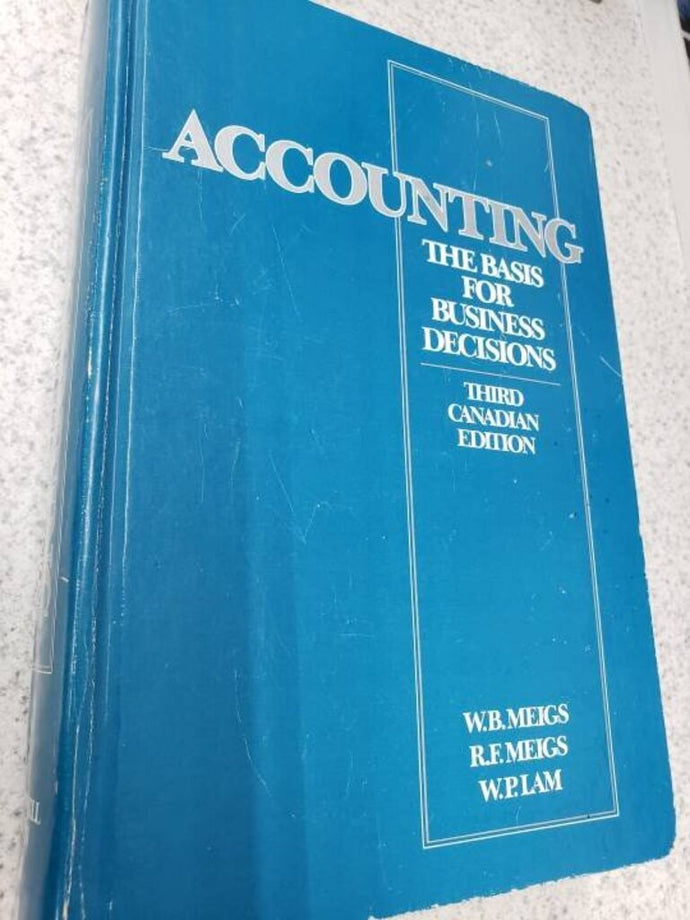 ACCOUNTING
THE BASIS
FOR
BUSINESS
DECISIONS
THIRD
CANADIAN
EDITION
W.B. MEIGS
R.F. MEIGS
W.P. LAM